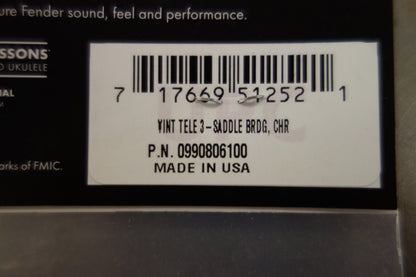 ure Fender sound, feel and performance.
SSONS
UKULELE
AL
7 17669 51252 1
VINT TELE 3-SADDLE BRDG, CHR
P.N. 0990806100
MADE IN USA
rks of FMIC.